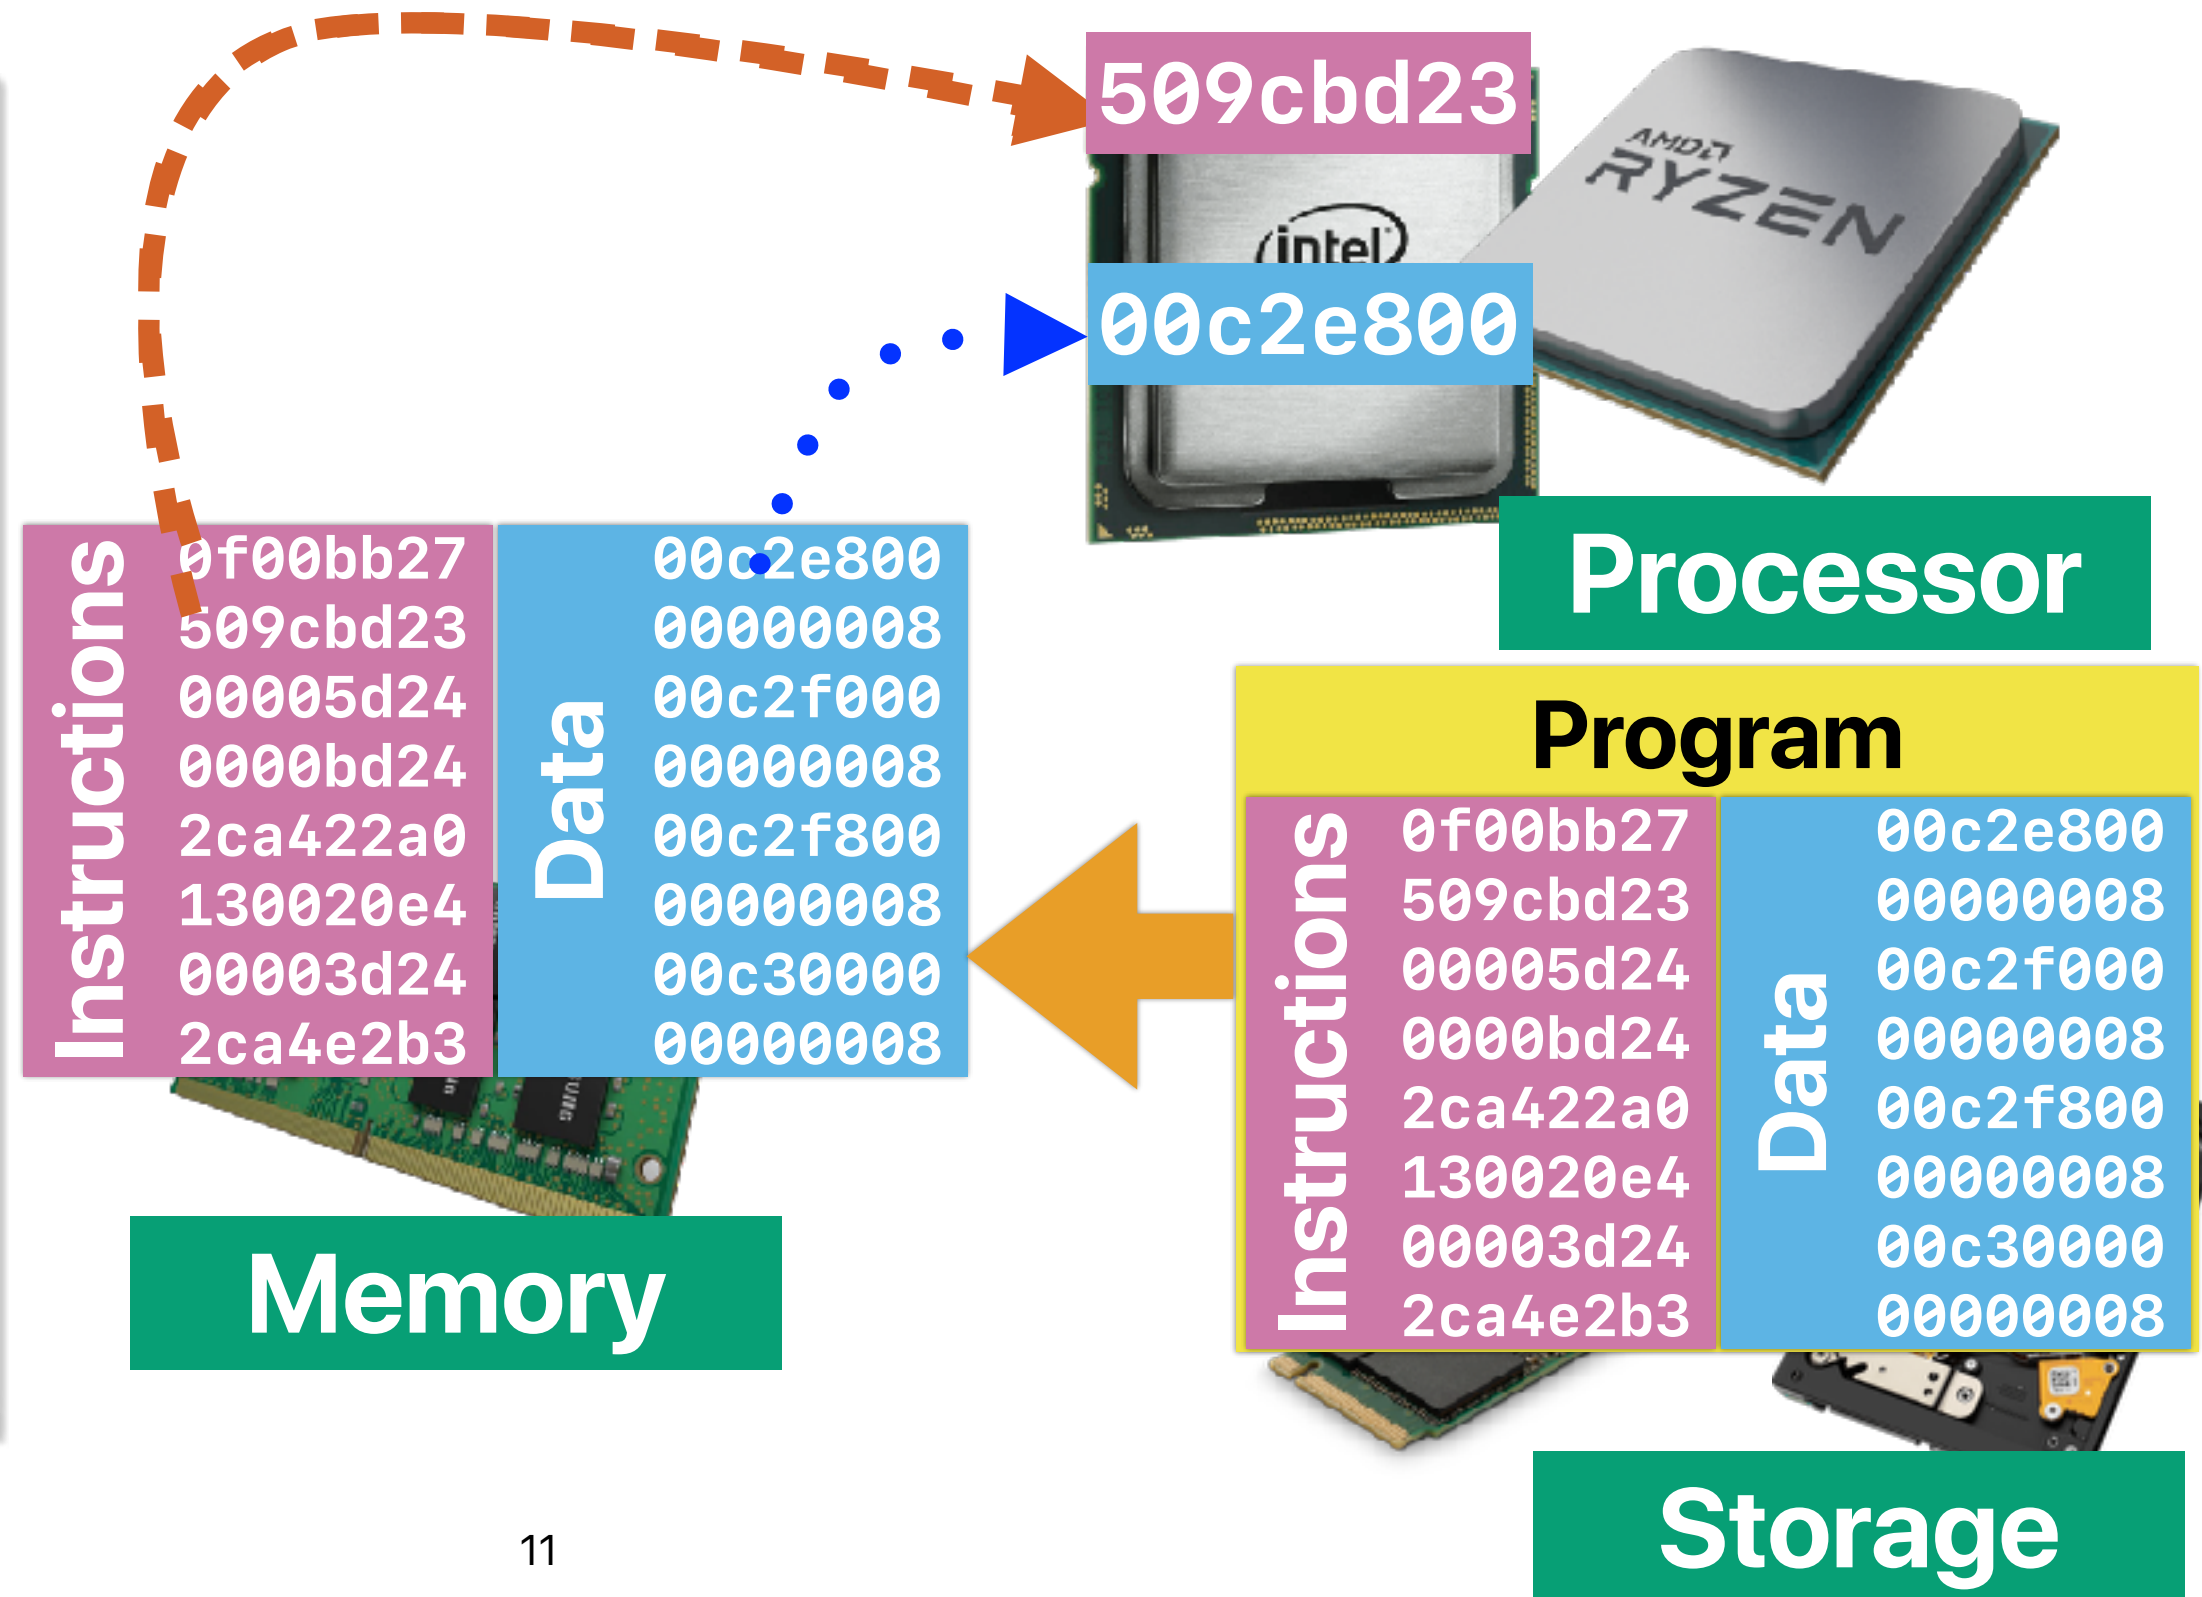 509cbd23
AMD
RYZEN
intel
00c2e800
Processor
Instructions
0f00bb27
509cbd23
00005d24
0000bd24
2ca422a0
130020e4
00003d24
2ca4e2b3
Data
00c2e800
00000008
00c2f000
00000008
00c2f800
00000008
00c30000
00000008
Memory
Program
Instructions
0f00bb27
509cbd23
00005d24
0000bd24
2ca422a0
130020e4
00003d24
2ca4e2b3
Data
00c2e800
00000008
00c2f000
00000008
00c2f800
00000008
00c30000
00000008
Storage
11